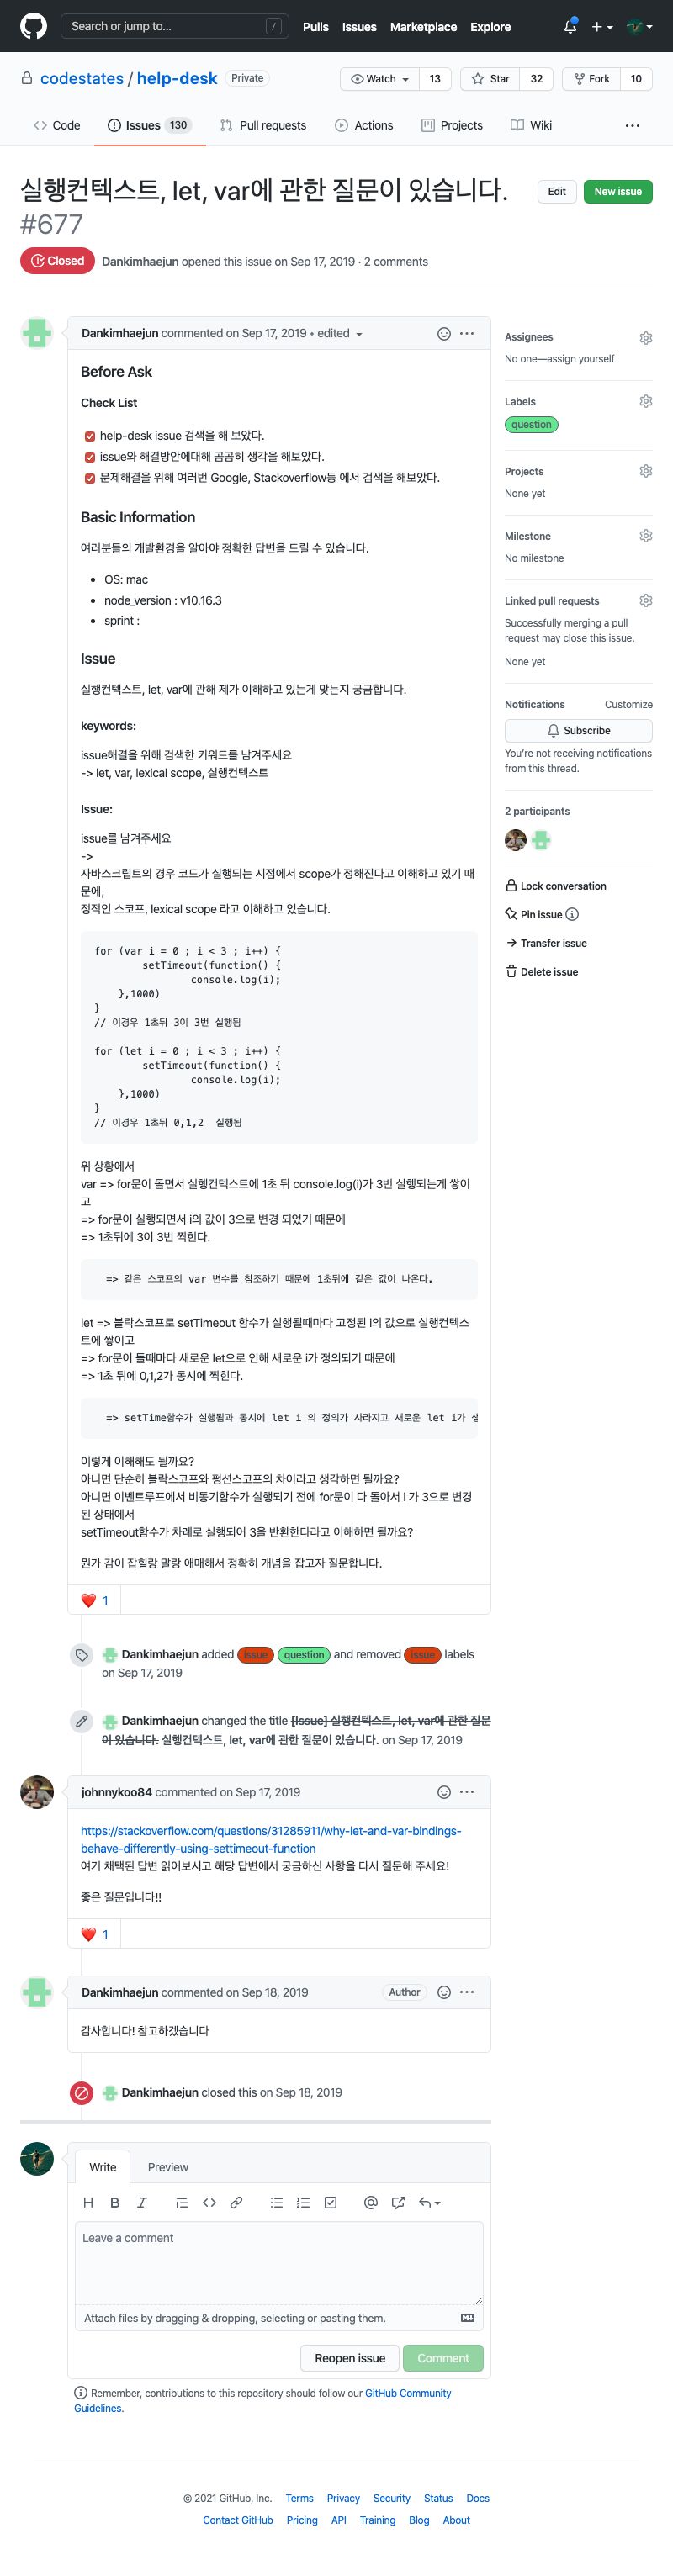 Search or jump to... /
Pulls Issues Marketplace Explore
codestates / help-desk Private
Watch 13 Star 32 Fork 10
Code Issues 130 Pull requests Actions Projects Wiki ...
실행컨텍스트, let, var에 관한 질문이 있습니다.
#677
Edit New issue
Closed Dankimhaejun opened this issue on Sep 17, 2019 · 2 comments
Dankimhaejun commented on Sep 17, 2019 • edited
Before Ask
Check List
help-desk issue 검색을 해 보았다.
issue와 해결방안에대해 곰곰히 생각을 해보았다.
문제해결을 위해 여러번 Google, Stackoverflow등 에서 검색을 해보았다.
Basic Information
여러분들의 개발환경을 알아야 정확한 답변을 드릴 수 있습니다.
• OS: mac
• node_version : v10.16.3
• sprint :
Issue
실행컨텍스트, let, var에 관해 제가 이해하고 있는게 맞는지 궁금합니다.
keywords:
issue해결을 위해 검색한 키워드를 남겨주세요
-> let, var, lexical scope, 실행컨텍스트
Issue:
issue를 남겨주세요
->
자바스크립트의 경우 코드가 실행되는 시점에서 scope가 정해진다고 이해하고 있기 때
문에,
정적인 스코프, lexical scope 라고 이해하고 있습니다.
for (var i = 0 ; i < 3 ; i++) {
setTimeout(function() {
console.log(i);
},1000)
}
// 이경우 1초뒤 3이 3번 실행됨
for (let i = 0 ; i < 3 ; i++) {
setTimeout(function() {
console.log(i);
},1000)
}
// 이경우 1초뒤 0,1,2 실행됨
위 상황에서
var => for문이 돌면서 실행컨텍스트에 1초 뒤 console.log(i)가 3번 실행되는게 쌓이
고
=> for문이 실행되면서 i의 값이 3으로 변경 되었기 때문에
=> 1초뒤에 3이 3번 찍힌다.
=> 같은 스코프의 var 변수를 참조하기 때문에 1초뒤에 같은 값이 나온다.
let => 블락스코프로 setTimeout 함수가 실행될때마다 고정된 i의 값으로 실행컨텍스
트에 쌓이고
=> for문이 돌때마다 새로운 let으로 인해 새로운 i가 정의되기 때문에
=> 1초 뒤에 0,1,2가 동시에 찍힌다.
=> setTime함수가 실행됨과 동시에 let i 의 정의가 사라지고 새로운 let i가
이렇게 이해해도 될까요?
아니면 단순히 블락스코프와 펑션스코프의 차이라고 생각하면 될까요?
아니면 이벤트루프에서 비동기함수가 실행되기 전에 for문이 다 돌아서 i 가 3으로 변경
된 상태에서
setTimeout함수가 차례로 실행되어 3을 반환한다라고 이해하면 될까요?
뭔가 감이 잡힐랑 말랑 애매해서 정확히 개념을 잡고자 질문합니다.
❤️ 1
Assignees
No one—assign yourself
Labels
question
Projects
None yet
Milestone
No milestone
Linked pull requests
Successfully merging a pull
request may close this issue.
None yet
Notifications Customize
Subscribe
You're not receiving notifications
from this thread.
2 participants
Lock conversation
Pin issue
Transfer issue
Delete issue
Dankimhaejun added issue question and removed issue labels
on Sep 17, 2019
Dankimhaejun changed the title [Issue] 실행컨텍스트, let, var에 관한 질문
이 있습니다. 실행컨텍스트, let, var에 관한 질문이 있습니다. on Sep 17, 2019
johnnykoo84 commented on Sep 17, 2019
https://stackoverflow.com/questions/31285911/why-let-and-var-bindings-
behave-differently-using-settimeout-function
여기 채택된 답변 읽어보시고 해당 답변에서 궁금하신 사항을 다시 질문해 주세요!
좋은 질문입니다!!
❤️ 1
Dankimhaejun commented on Sep 18, 2019 Author
감사합니다! 참고하겠습니다
Dankimhaejun closed this on Sep 18, 2019
Write Preview
H B I
Leave a comment
Attach files by dragging & dropping, selecting or pasting them.
Reopen issue Comment
Remember, contributions to this repository should follow our GitHub Community
Guidelines.
© 2021 GitHub, Inc. Terms Privacy Security Status Docs
Contact GitHub Pricing API Training Blog About